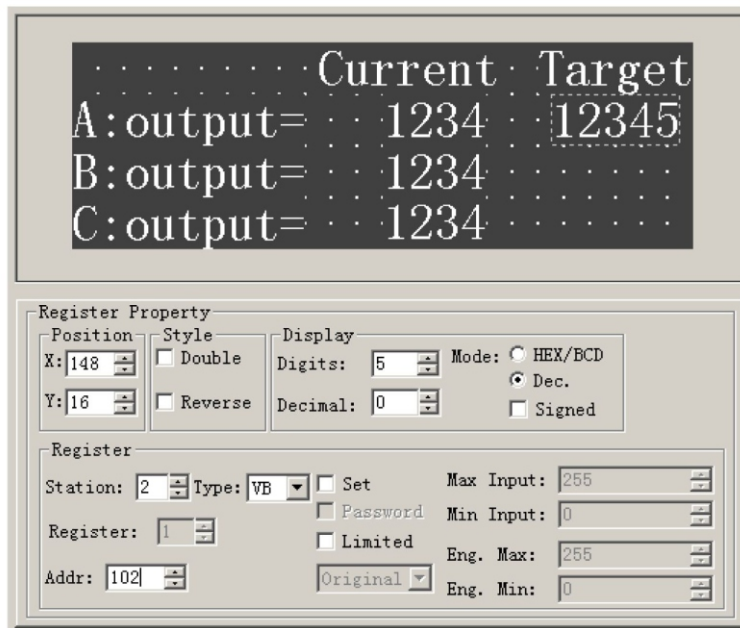 Current Target
A:output= 1234 12345
B:output= 1234
C:output= 1234
Register Property
Position Style Display
X: 148 Double Digits: 5 Mode: HEX/BCD
Dec.
Y: 16 Reverse Decimal: 0 Signed
Register
Station: 2 Type: VB Set Max Input: 255
Password Min Input: 0
Register: 1
Limited
Eng. Max: 255
Addr: 102 Original Eng. Min: 0